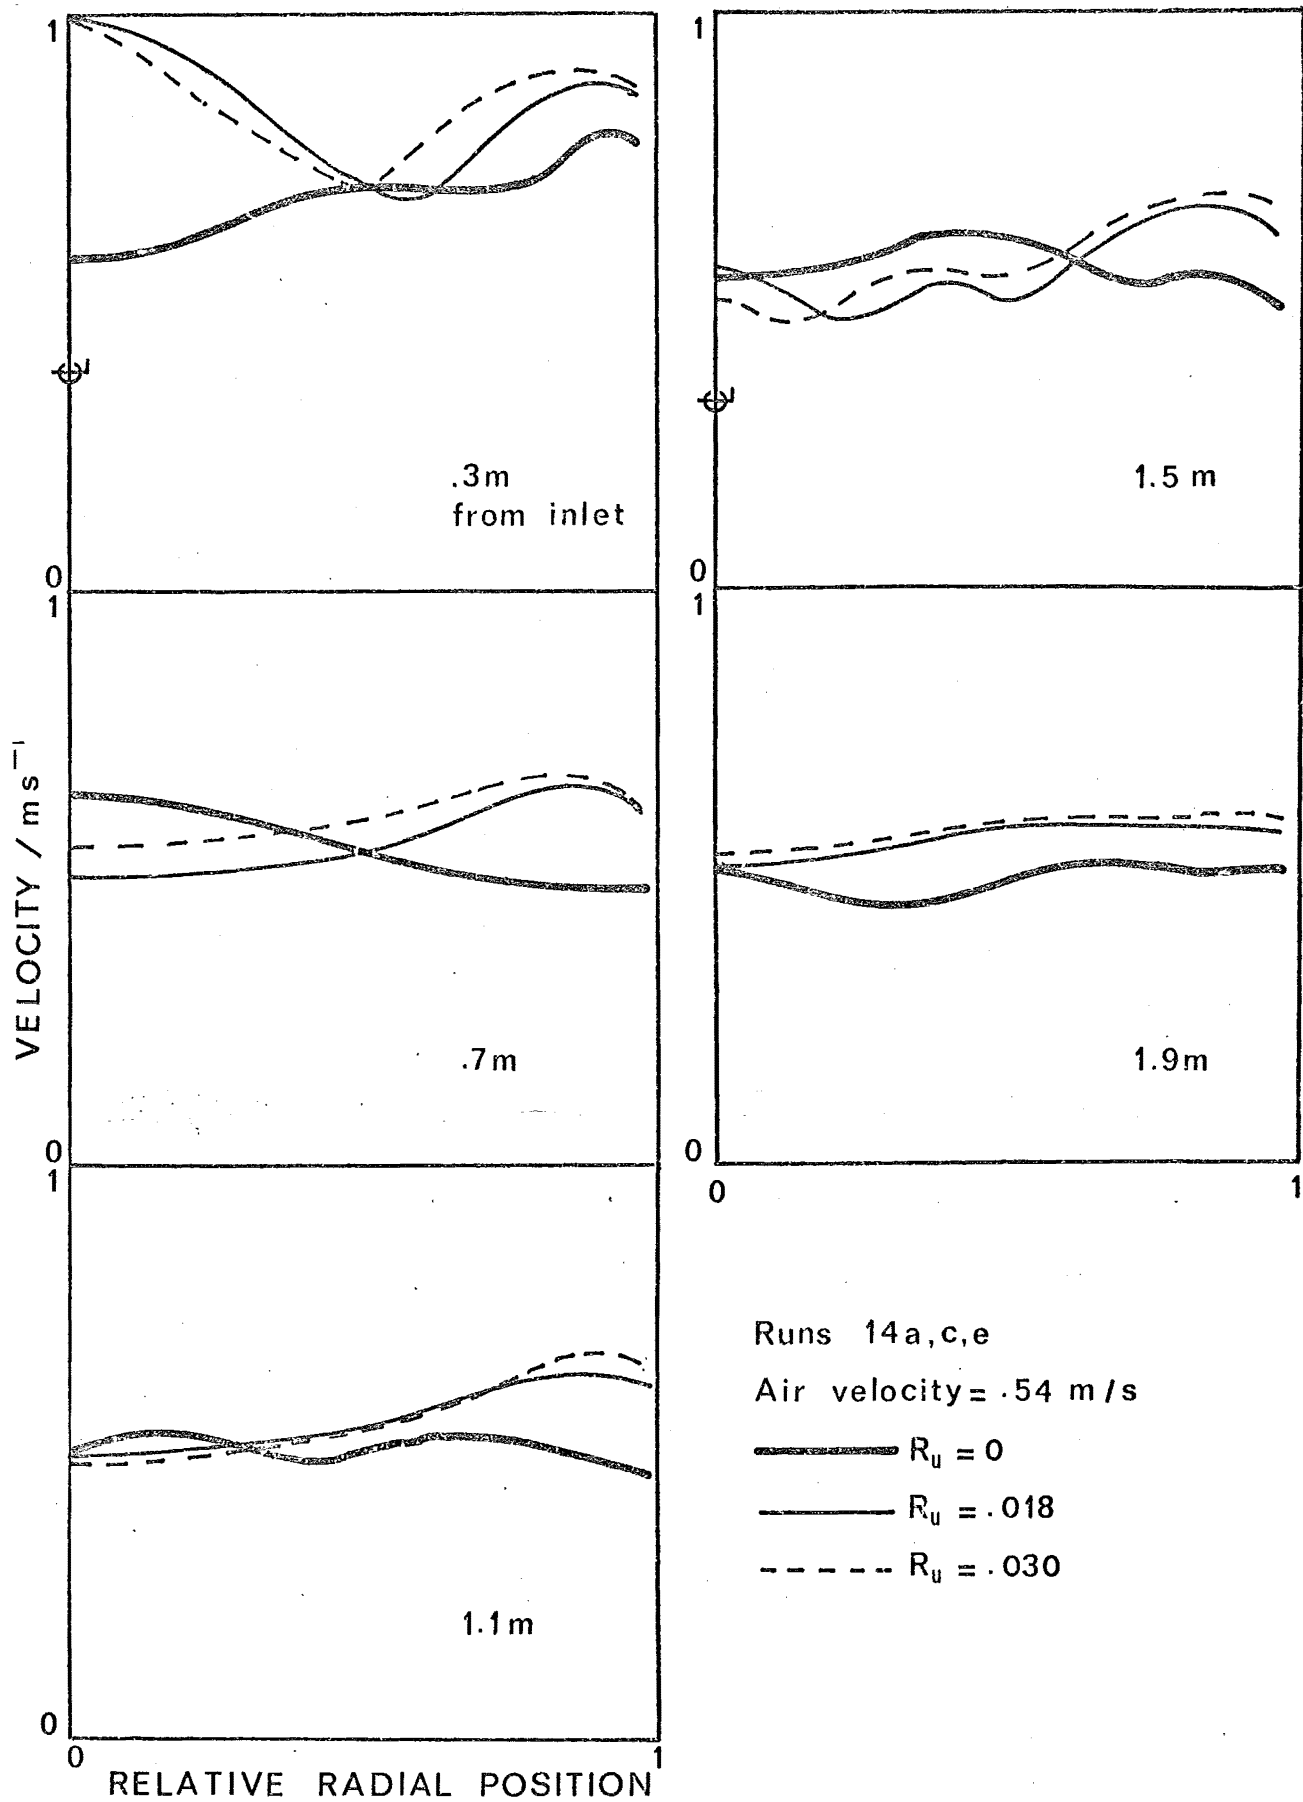 1
.3m
from inlet
0
1
.7m
0
1
1.1m
0
0
1
VELOCITY / ms⁻¹
RELATIVE RADIAL POSITION
1
1.5 m
0
1
1.9m
0
0
1
Runs 14a,c,e
Air velocity = .54 m/s
Rᵤ = 0
Rᵤ = .018
Rᵤ = .030